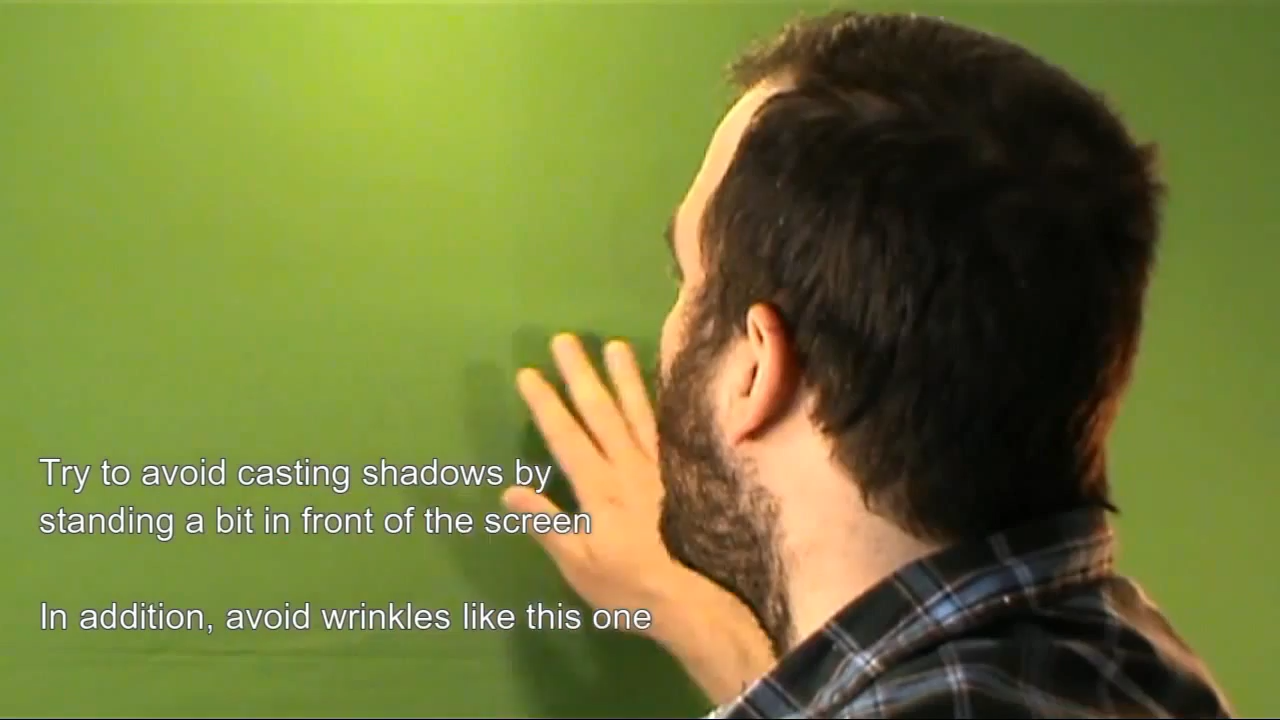 Try to avoid casting shadows by
standing a bit in front of the screen
In addition, avoid wrinkles like this one